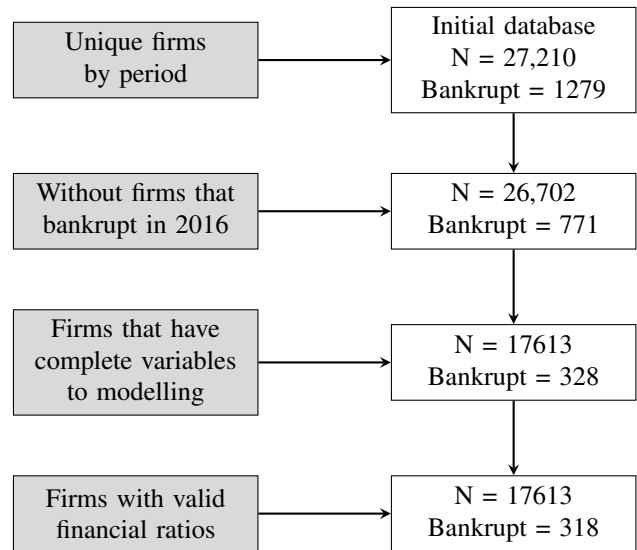 Unique firms
by period
Initial database
N = 27,210
Bankrupt = 1279
Without firms that
bankrupt in 2016
N = 26,702
Bankrupt = 771
Firms that have
complete variables
to modelling
N = 17613
Bankrupt = 328
Firms with valid
financial ratios
N = 17613
Bankrupt = 318